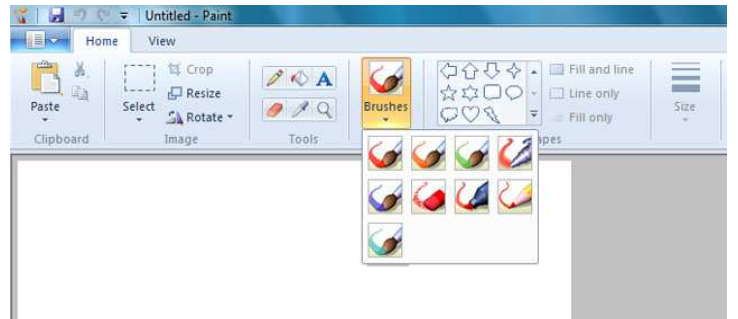 Untitled - Paint
Home View
Paste
Clipboard
Select
Crop
Resize
Rotate
Image
A
Tools
Brushes
Fill and line
Line only
Fill only
apes
Size